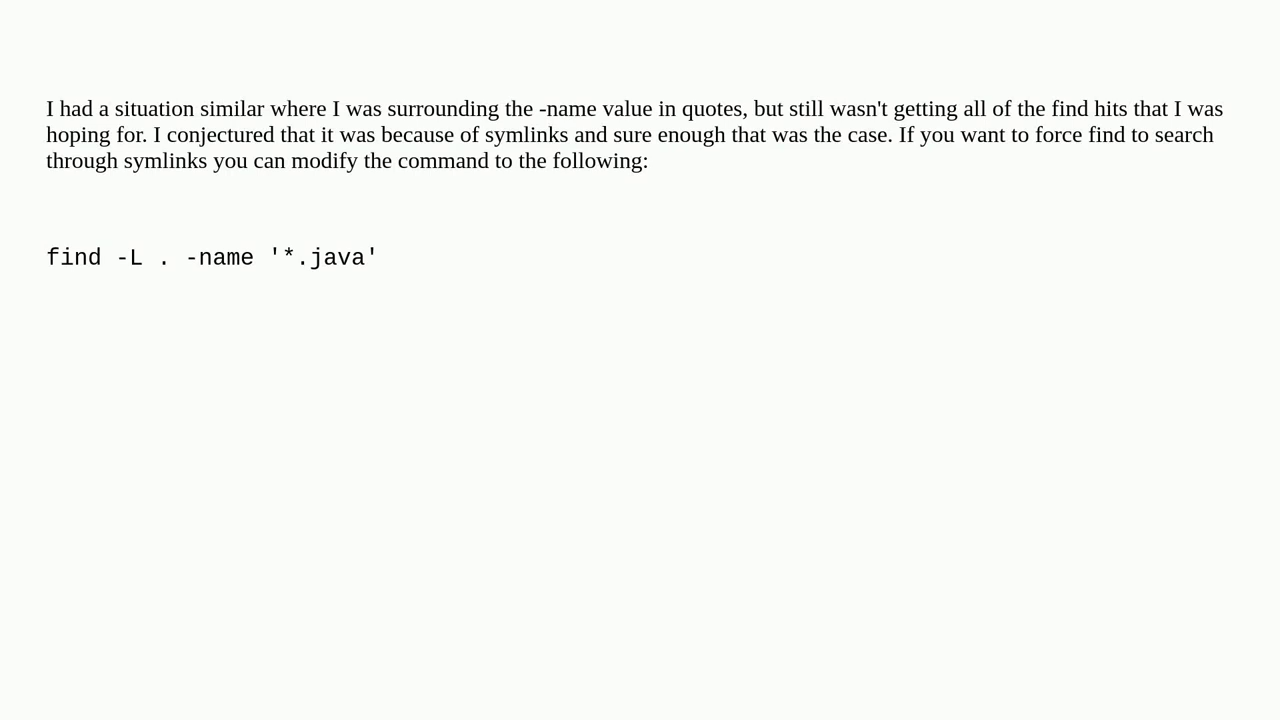 I had a situation similar where I was surrounding the -name value in quotes, but still wasn't getting all of the find hits that I was
hoping for. I conjectured that it was because of symlinks and sure enough that was the case. If you want to force find to search
through symlinks you can modify the command to the following:
find -L . -name '*.java'